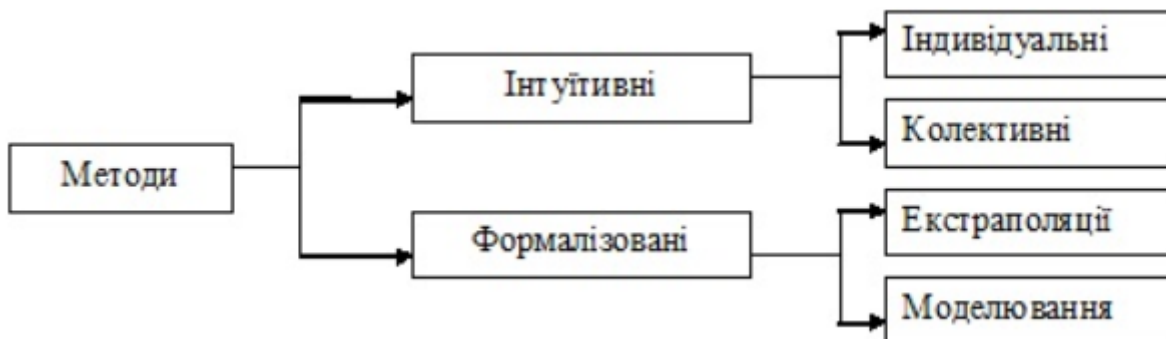 Методи
Інтуїтивні
Індивідуальні
Колективні
Формалізовані
Екстраполяції
Моделювання